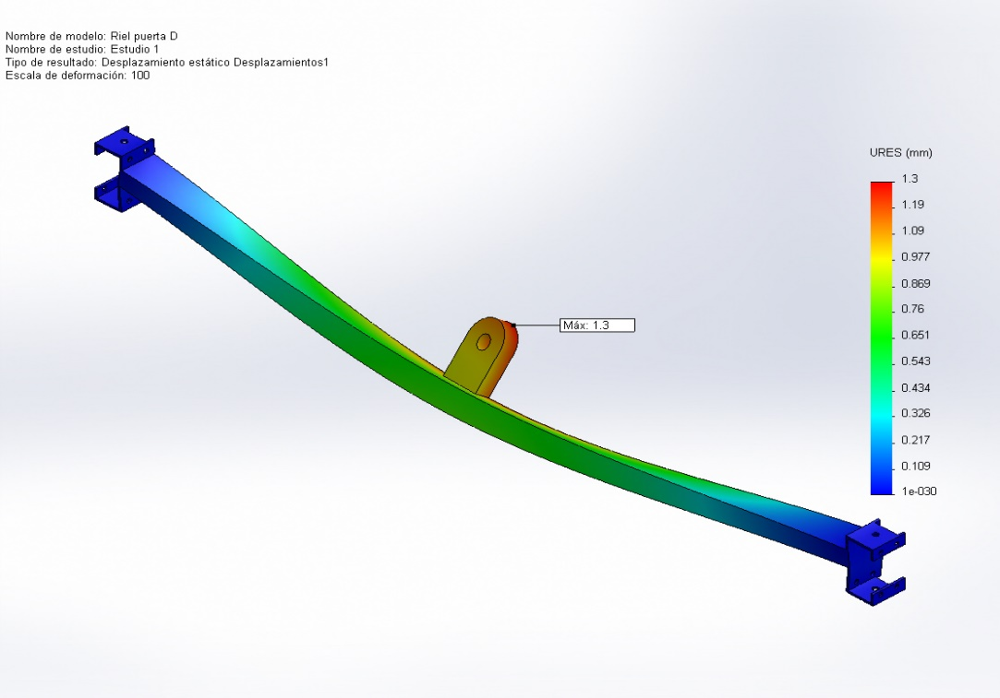 Nombre de modelo: Riel puerta D
Nombre de estudio: Estudio 1
Tipo de resultado: Desplazamiento estático Desplazamientos1
Escala de deformación: 100
URES (mm)
1.3
1.19
1.09
0.977
0.869
0.76
0.651
0.543
0.434
0.326
0.217
0.109
1e-030
Máx: 1.3